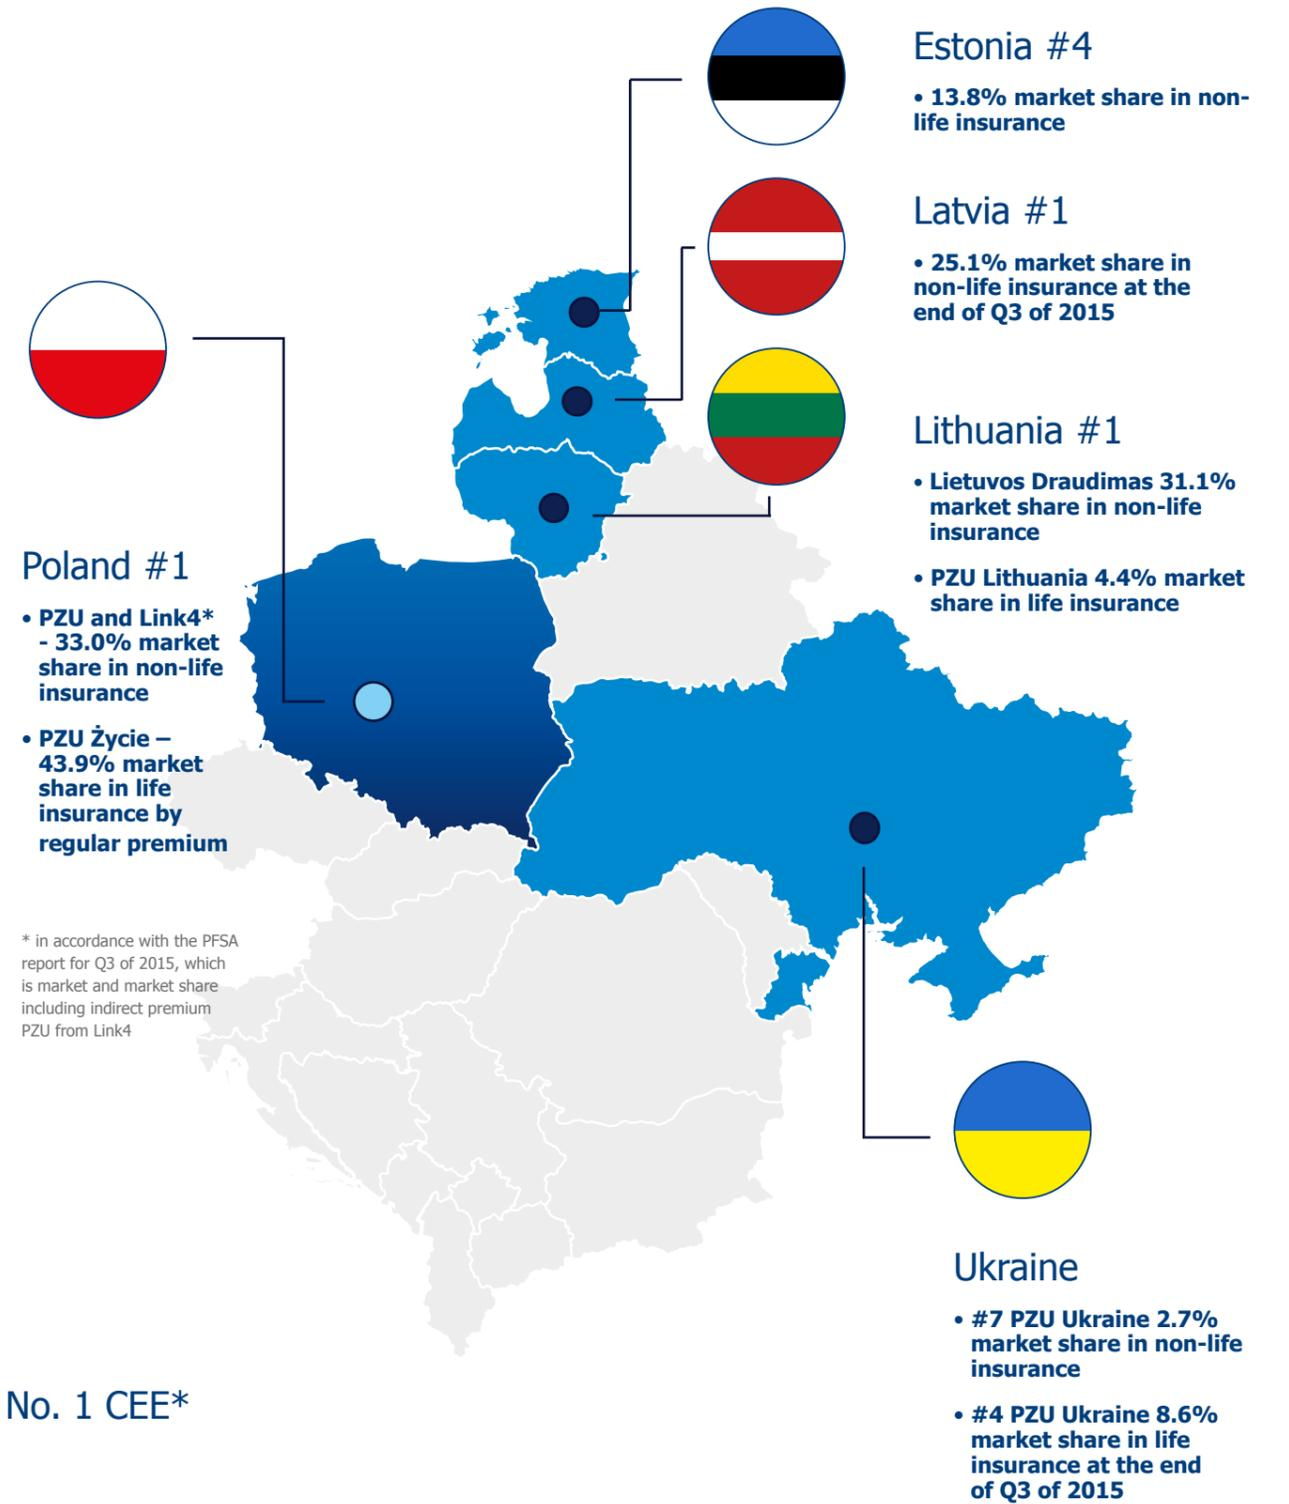 Estonia #4
• 13.8% market share in non-
life insurance
Latvia #1
• 25.1% market share in
non-life insurance at the
end of Q3 of 2015
Lithuania #1
• Lietuvos Draudimas 31.1%
market share in non-life
insurance
• PZU Lithuania 4.4% market
share in life insurance
Poland #1
• PZU and Link4*
- 33.0% market
share in non-life
insurance
• PZU Życie –
43.9% market
share in life
insurance by
regular premium
* in accordance with the PFSA
report for Q3 of 2015, which
is market and market share
including indirect premium
PZU from Link4
Ukraine
• #7 PZU Ukraine 2.7%
market share in non-life
insurance
• #4 PZU Ukraine 8.6%
market share in life
insurance at the end
of Q3 of 2015
No. 1 CEE*